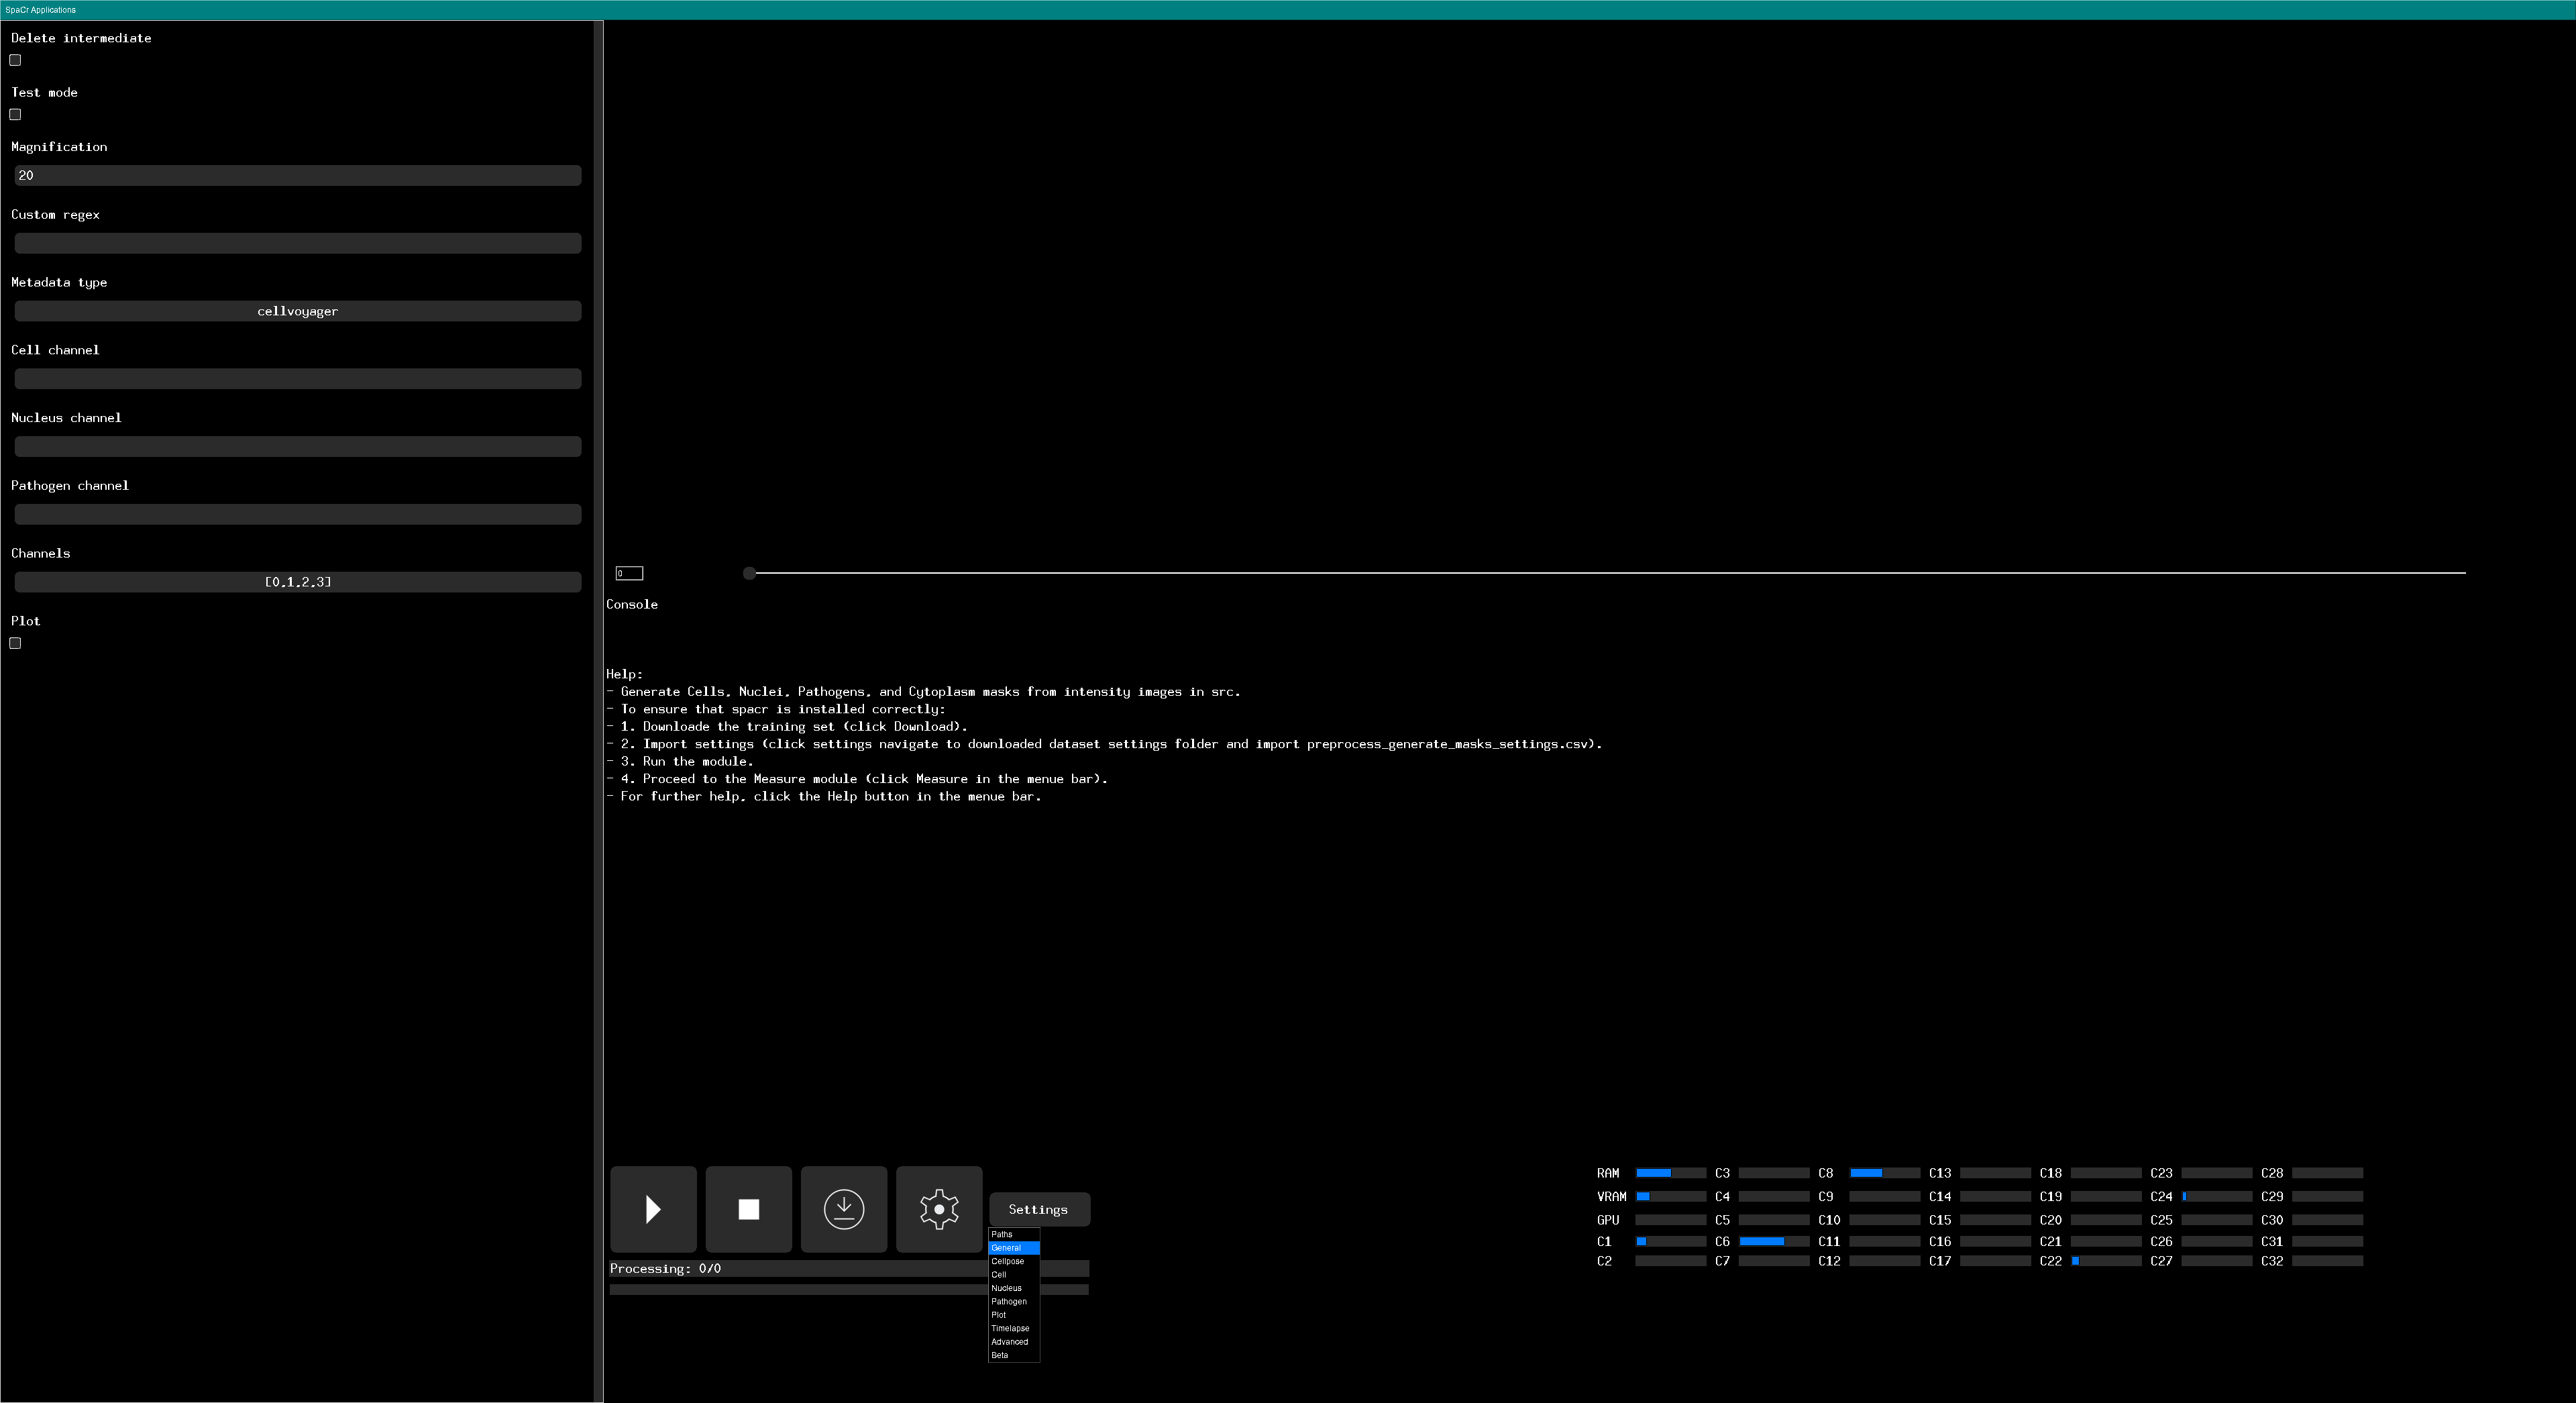 SpaCr Applications
Delete intermediate
Test mode
Magnification
20
Custom regex
Metadata type
cellvoyager
Cell channel
Nucleus channel
Pathogen channel
Channels
[0,1,2,3]
Plot
0
Console
Help:
- Generate Cells, Nuclei, Pathogens, and Cytoplasm masks from intensity images in src.
- To ensure that spacr is installed correctly:
- 1. Downloade the training set (click Download).
- 2. Import settings (click settings navigate to downloaded dataset settings folder and import preprocess_generate_masks_settings.csv).
- 3. Run the module.
- 4. Proceed to the Measure module (click Measure in the menue bar).
- For further help, click the Help button in the menue bar.
Settings
Paths
General
Cellpose
Cell
Nucleus
Pathogen
Plot
Timelapse
Advanced
Beta
Processing: 0/0
RAM C3 C8 C13 C18 C23 C28
VRAM C4 C9 C14 C19 C24 C29
GPU C5 C10 C15 C20 C25 C30
C1 C6 C11 C16 C21 C26 C31
C2 C7 C12 C17 C22 C27 C32